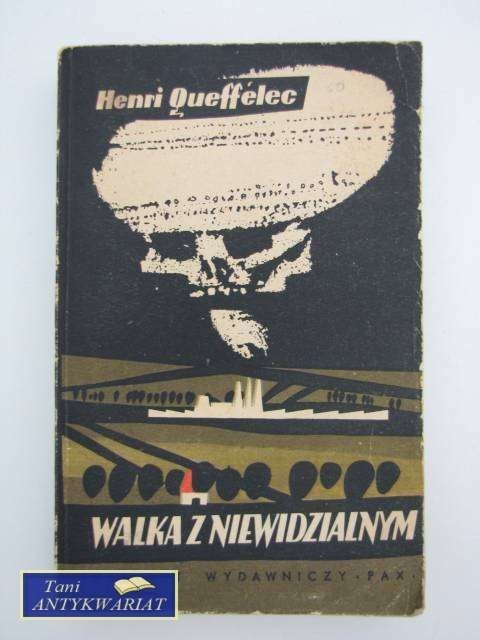 Henri Queffélec
WALKA Z NIEWIDZIALNYM
WYDAWNICZY • PAX •
Tani
ANTYKWARIAT